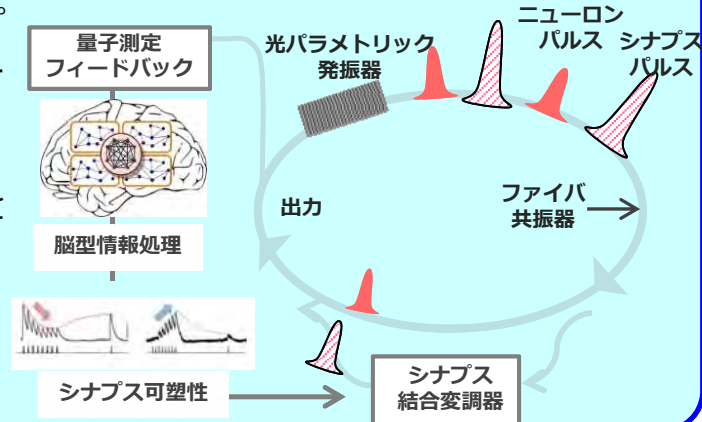 量子測定
フィードバック
光パラメトリック
発振器
ニューロン
パルス
シナプス
パルス
出力
ファイバ
共振器
脳型情報処理
シナプス可塑性
シナプス
結合変調器